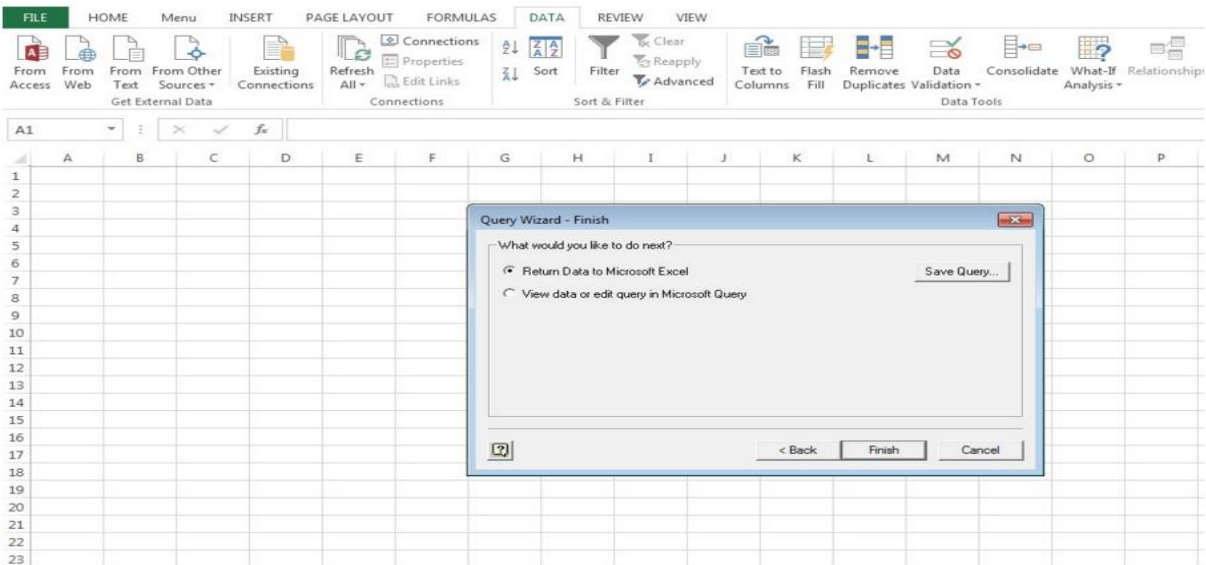 FILE HOME Menu INSERT PAGE LAYOUT FORMULAS DATA REVIEW VIEW
From Access
From Web
From Text
From Other Sources
Existing Connections
Get External Data
Refresh All
Connections
Properties
Edit Links
Connections
Sort
Filter
Clear
Reapply
Advanced
Sort & Filter
Text to Columns
Flash Fill
Remove Duplicates
Data Validation
Consolidate
What-If Analysis
Relationships
Data Tools
A1 fx
A B C D E F G H I J K L M N O P
1
2
3
4
5
6
7
8
9
10
11
12
13
14
15
16
17
18
19
20
21
22
23
Query Wizard - Finish
What would you like to do next?
Return Data to Microsoft Excel
Save Query...
View data or edit query in Microsoft Query
< Back Finish Cancel